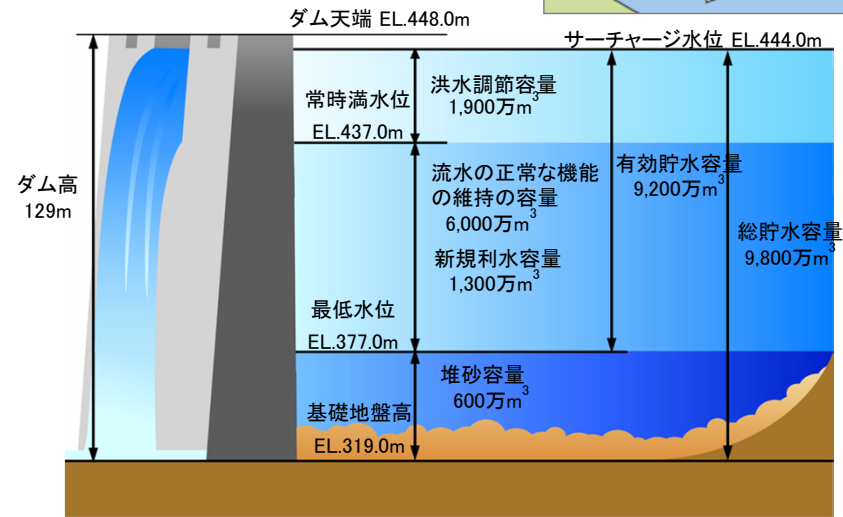 ダム天端 EL.448.0m
サーチャージ水位 EL.444.0m
洪水調節容量
1,900万m³
常時満水位
EL.437.0m
ダム高
129m
流水の正常な機能
の維持の容量
6,000万m³
有効貯水容量
9,200万m³
新規利水容量
1,300万m³
総貯水容量
9,800万m³
最低水位
EL.377.0m
堆砂容量
600万m³
基礎地盤高
EL.319.0m